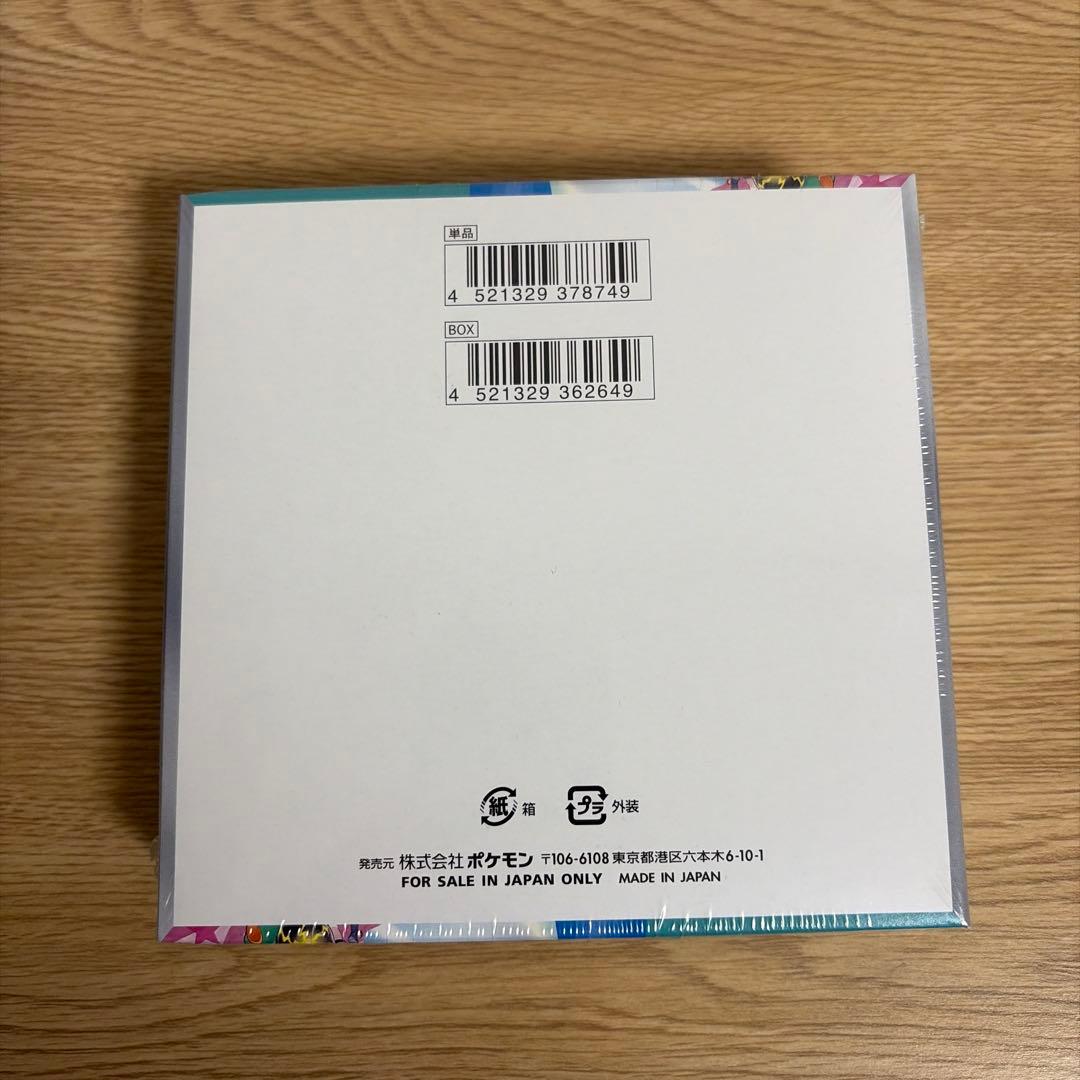 単品
4 521329 378749
BOX
4 521329 362649
紙 箱 プラ 外装
発売元 株式会社 ポケモン 〒106-6108 東京都港区六本木6-10-1
FOR SALE IN JAPAN ONLY MADE IN JAPAN